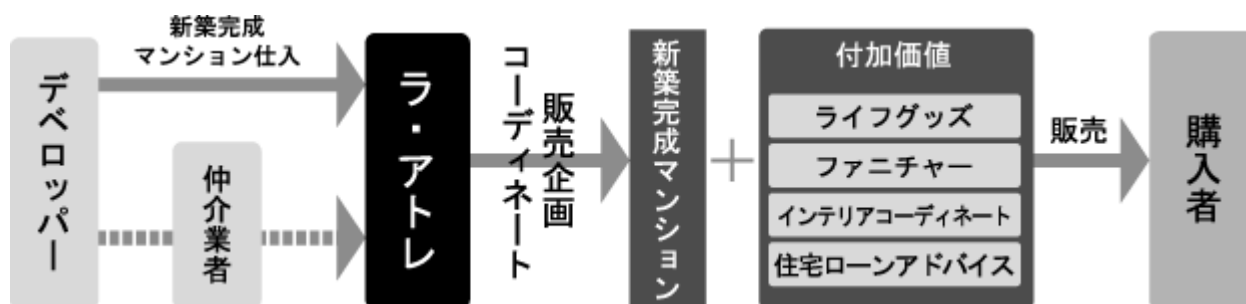 デベロッパー
新築完成
マンション仕入
仲介業者
ラ・アトレ
販売企画
コーディネート
新築完成マンション
+
付加価値
ライフグッズ
ファニチャー
インテリアコーディネート
住宅ローンアドバイス
販売
購入者